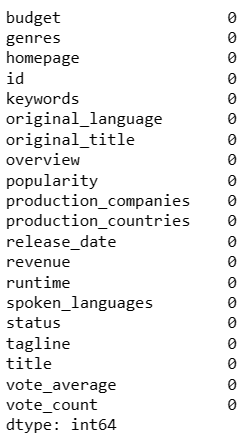 budget 0
genres 0
homepage 0
id 0
keywords 0
original_language 0
original_title 0
overview 0
popularity 0
production_companies 0
production_countries 0
release_date 0
revenue 0
runtime 0
spoken_languages 0
status 0
tagline 0
title 0
vote_average 0
vote_count 0
dtype: int64